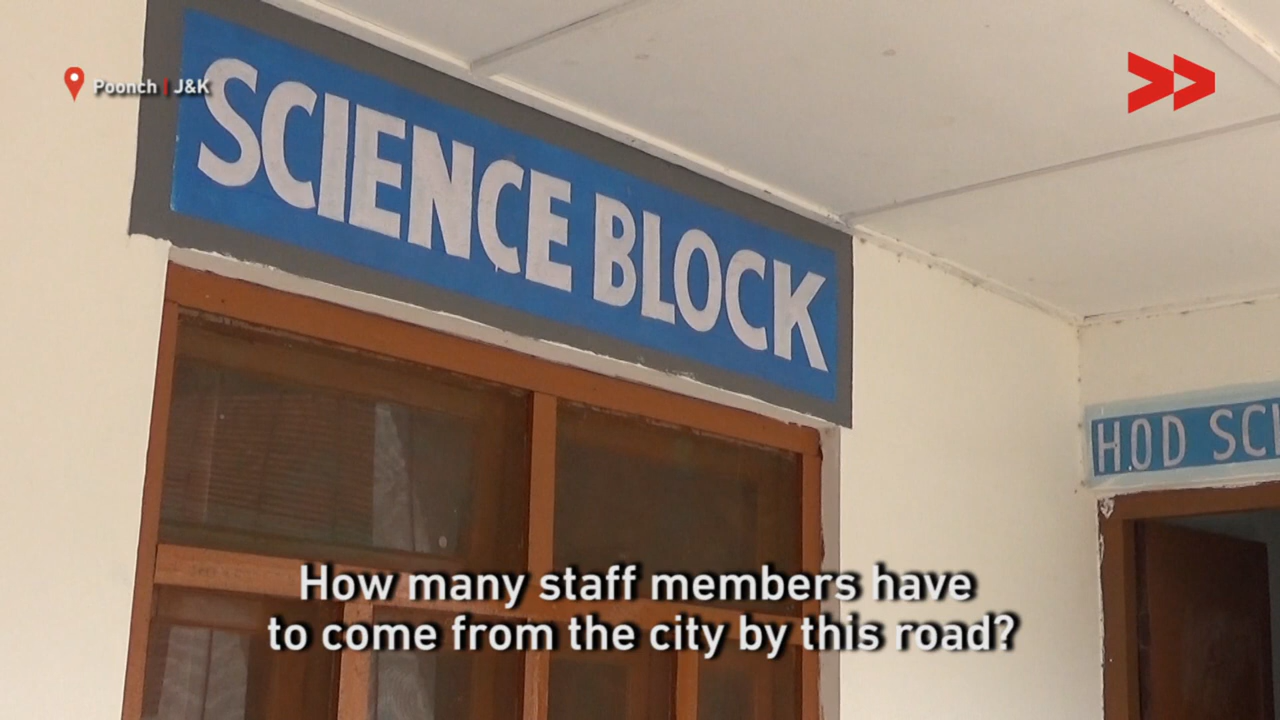 Poonch | J&K
SCIENCE BLOCK
HOD SCI
How many staff members have
to come from the city by this road?